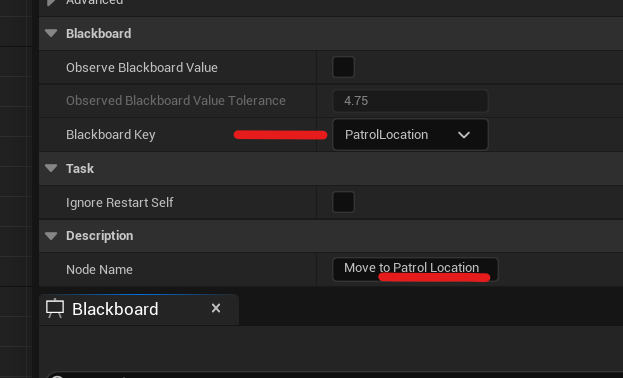 Advanced
Blackboard
Observe Blackboard Value
Observed Blackboard Value Tolerance 4.75
Blackboard Key PatrolLocation
Task
Ignore Restart Self
Description
Node Name Move to Patrol Location
Blackboard